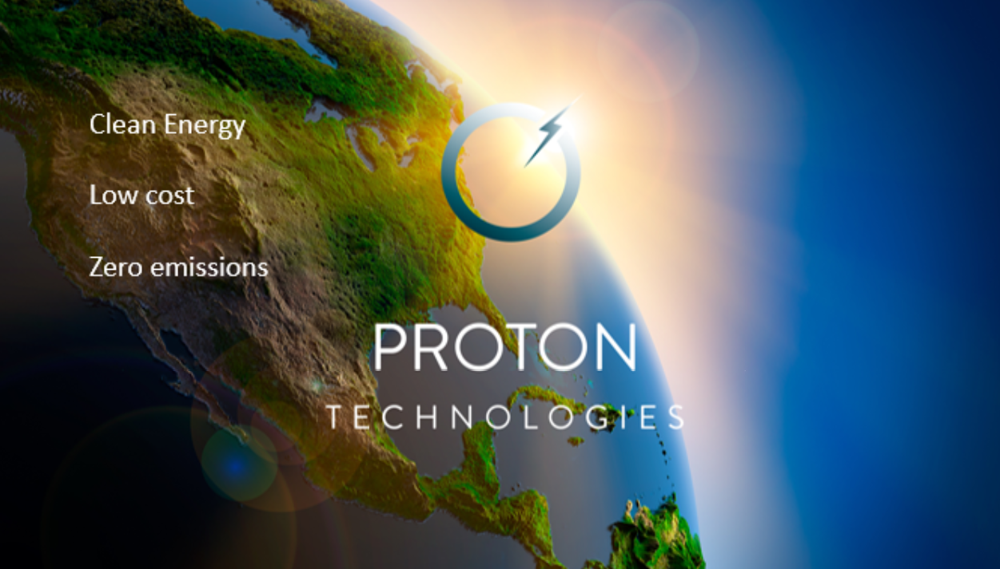 Clean Energy
Low cost
Zero emissions
PROTON
TECHNOLOGIES